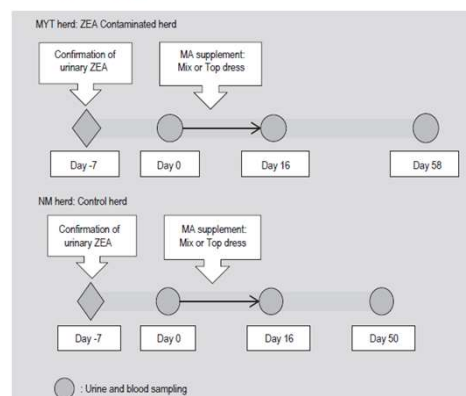 MYT herd: ZEA Contaminated herd
Confirmation of
urinary ZEA
MA supplement:
Mix or Top dress
Day -7
Day 0
Day 16
Day 58
NM herd: Control herd
Confirmation of
urinary ZEA
MA supplement:
Mix or Top dress
Day -7
Day 0
Day 16
Day 50
: Urine and blood sampling